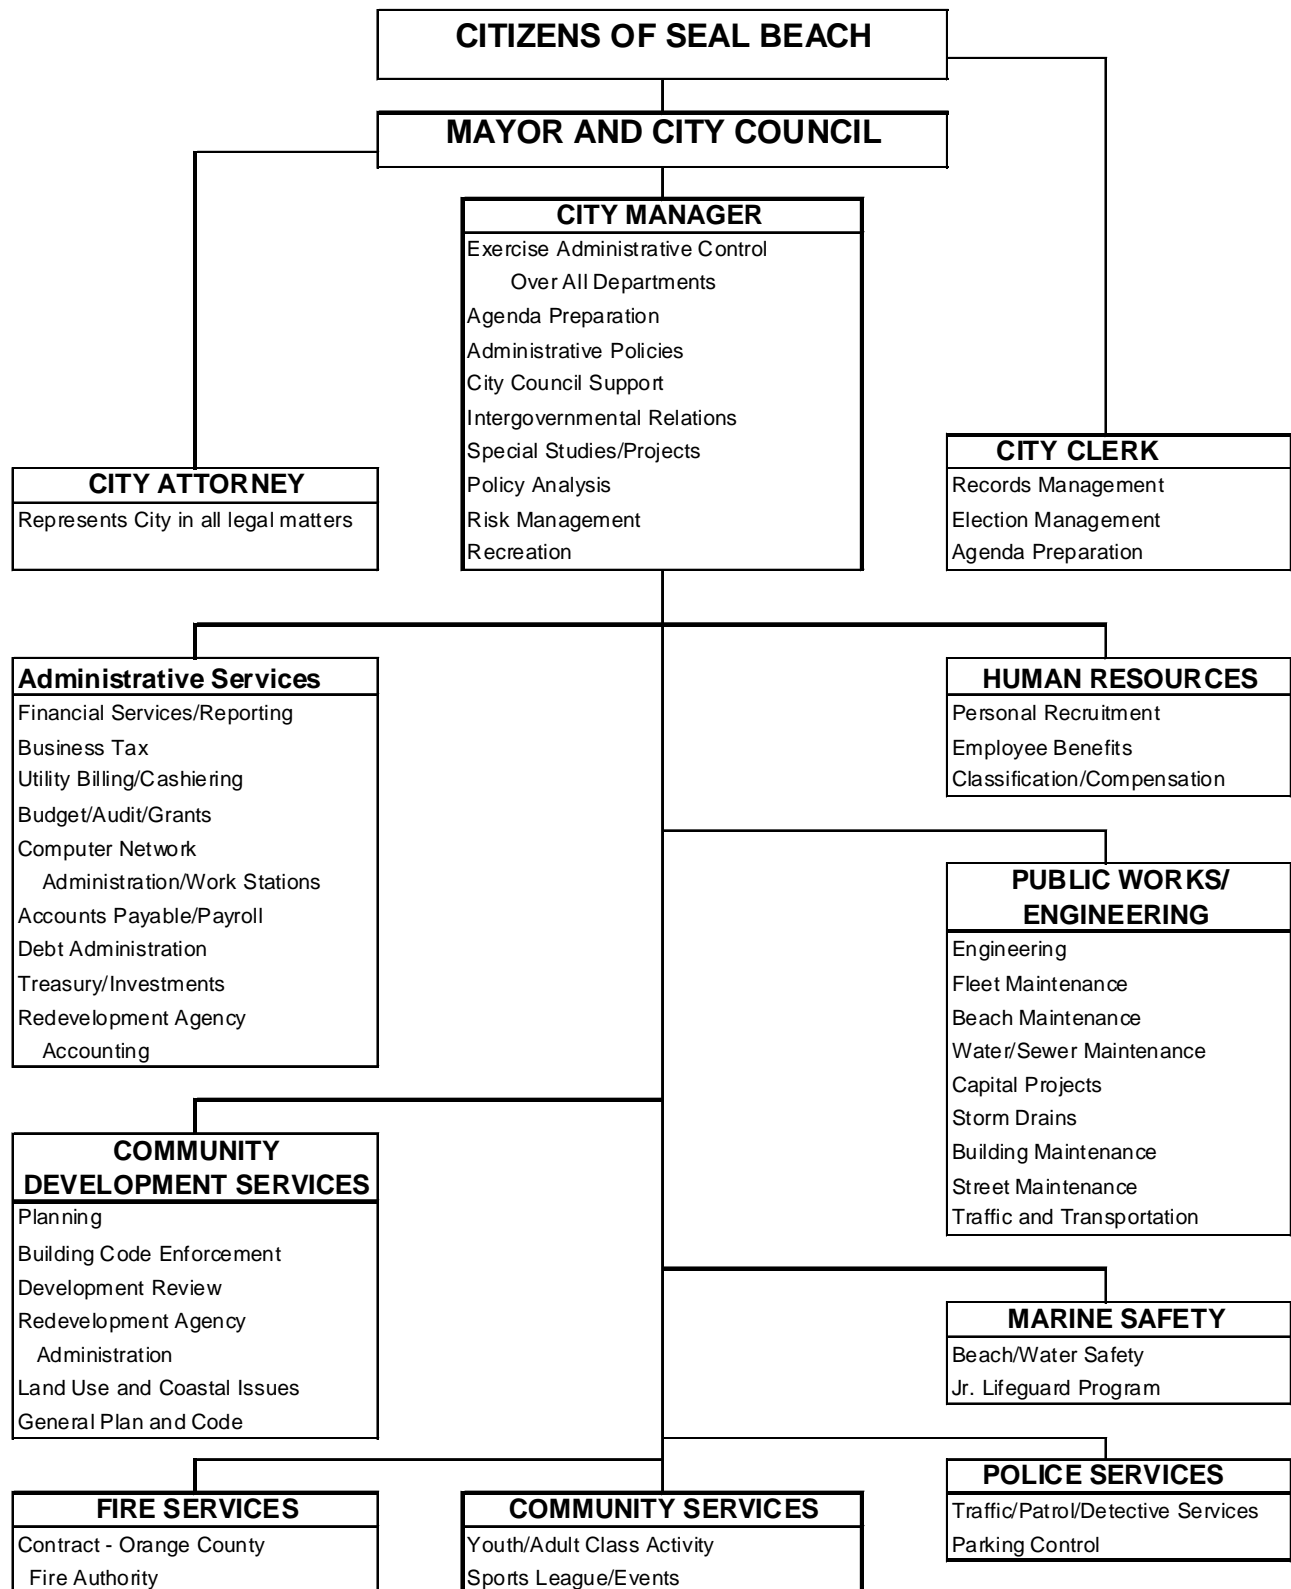 CITIZENS OF SEAL BEACH
MAYOR AND CITY COUNCIL
CITY MANAGER
Exercise Administrative Control
Over All Departments
Agenda Preparation
Administrative Policies
City Council Support
Intergovernmental Relations
Special Studies/Projects
Policy Analysis
Risk Management
Recreation
CITY ATTORNEY
Represents City in all legal matters
CITY CLERK
Records Management
Election Management
Agenda Preparation
Administrative Services
Financial Services/Reporting
Business Tax
Utility Billing/Cashiering
Budget/Audit/Grants
Computer Network
Administration/Work Stations
Accounts Payable/Payroll
Debt Administration
Treasury/Investments
Redevelopment Agency
Accounting
HUMAN RESOURCES
Personal Recruitment
Employee Benefits
Classification/Compensation
PUBLIC WORKS/
ENGINEERING
Engineering
Fleet Maintenance
Beach Maintenance
Water/Sewer Maintenance
Capital Projects
Storm Drains
Building Maintenance
Street Maintenance
Traffic and Transportation
COMMUNITY
DEVELOPMENT SERVICES
Planning
Building Code Enforcement
Development Review
Redevelopment Agency
Administration
Land Use and Coastal Issues
General Plan and Code
MARINE SAFETY
Beach/Water Safety
Jr. Lifeguard Program
FIRE SERVICES
Contract - Orange County
Fire Authority
COMMUNITY SERVICES
Youth/Adult Class Activity
Sports League/Events
POLICE SERVICES
Traffic/Patrol/Detective Services
Parking Control